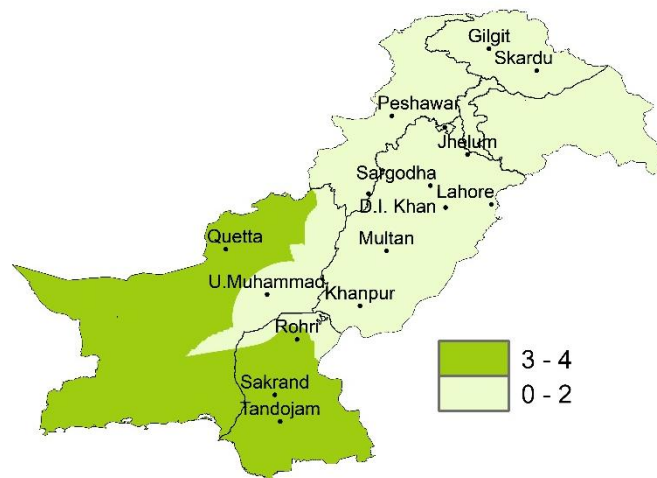 Gilgit
Skardu
Peshawar
Jhelum
Sargodha
Lahore
D.I. Khan
Quetta
Multan
U.Muhammad
Khanpur
Rohri
3 - 4
0 - 2
Sakrand
Tandojam